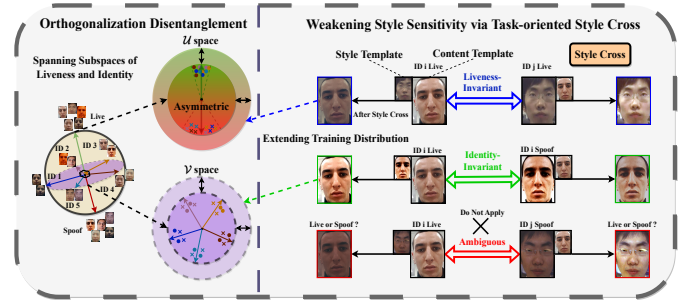 Orthogonalization Disentanglement
Weakening Style Sensitivity via Task-oriented Style Cross
Spanning Subspaces of
Liveness and Identity
𝒰 space
Asymmetric
Live
ID 2
ID 3
ID 1
ID 4
ID 5
Spoof
𝒱 space
Style Template
Content Template
Style Cross
ID i Live
Liveness-
Invariant
ID j Live
After Style Cross
Extending Training Distribution
ID i Live
Identity-
Invariant
ID i Spoof
Live or Spoof ?
ID i Live
Do Not Apply
Ambiguous
ID j Spoof
Live or Spoof ?